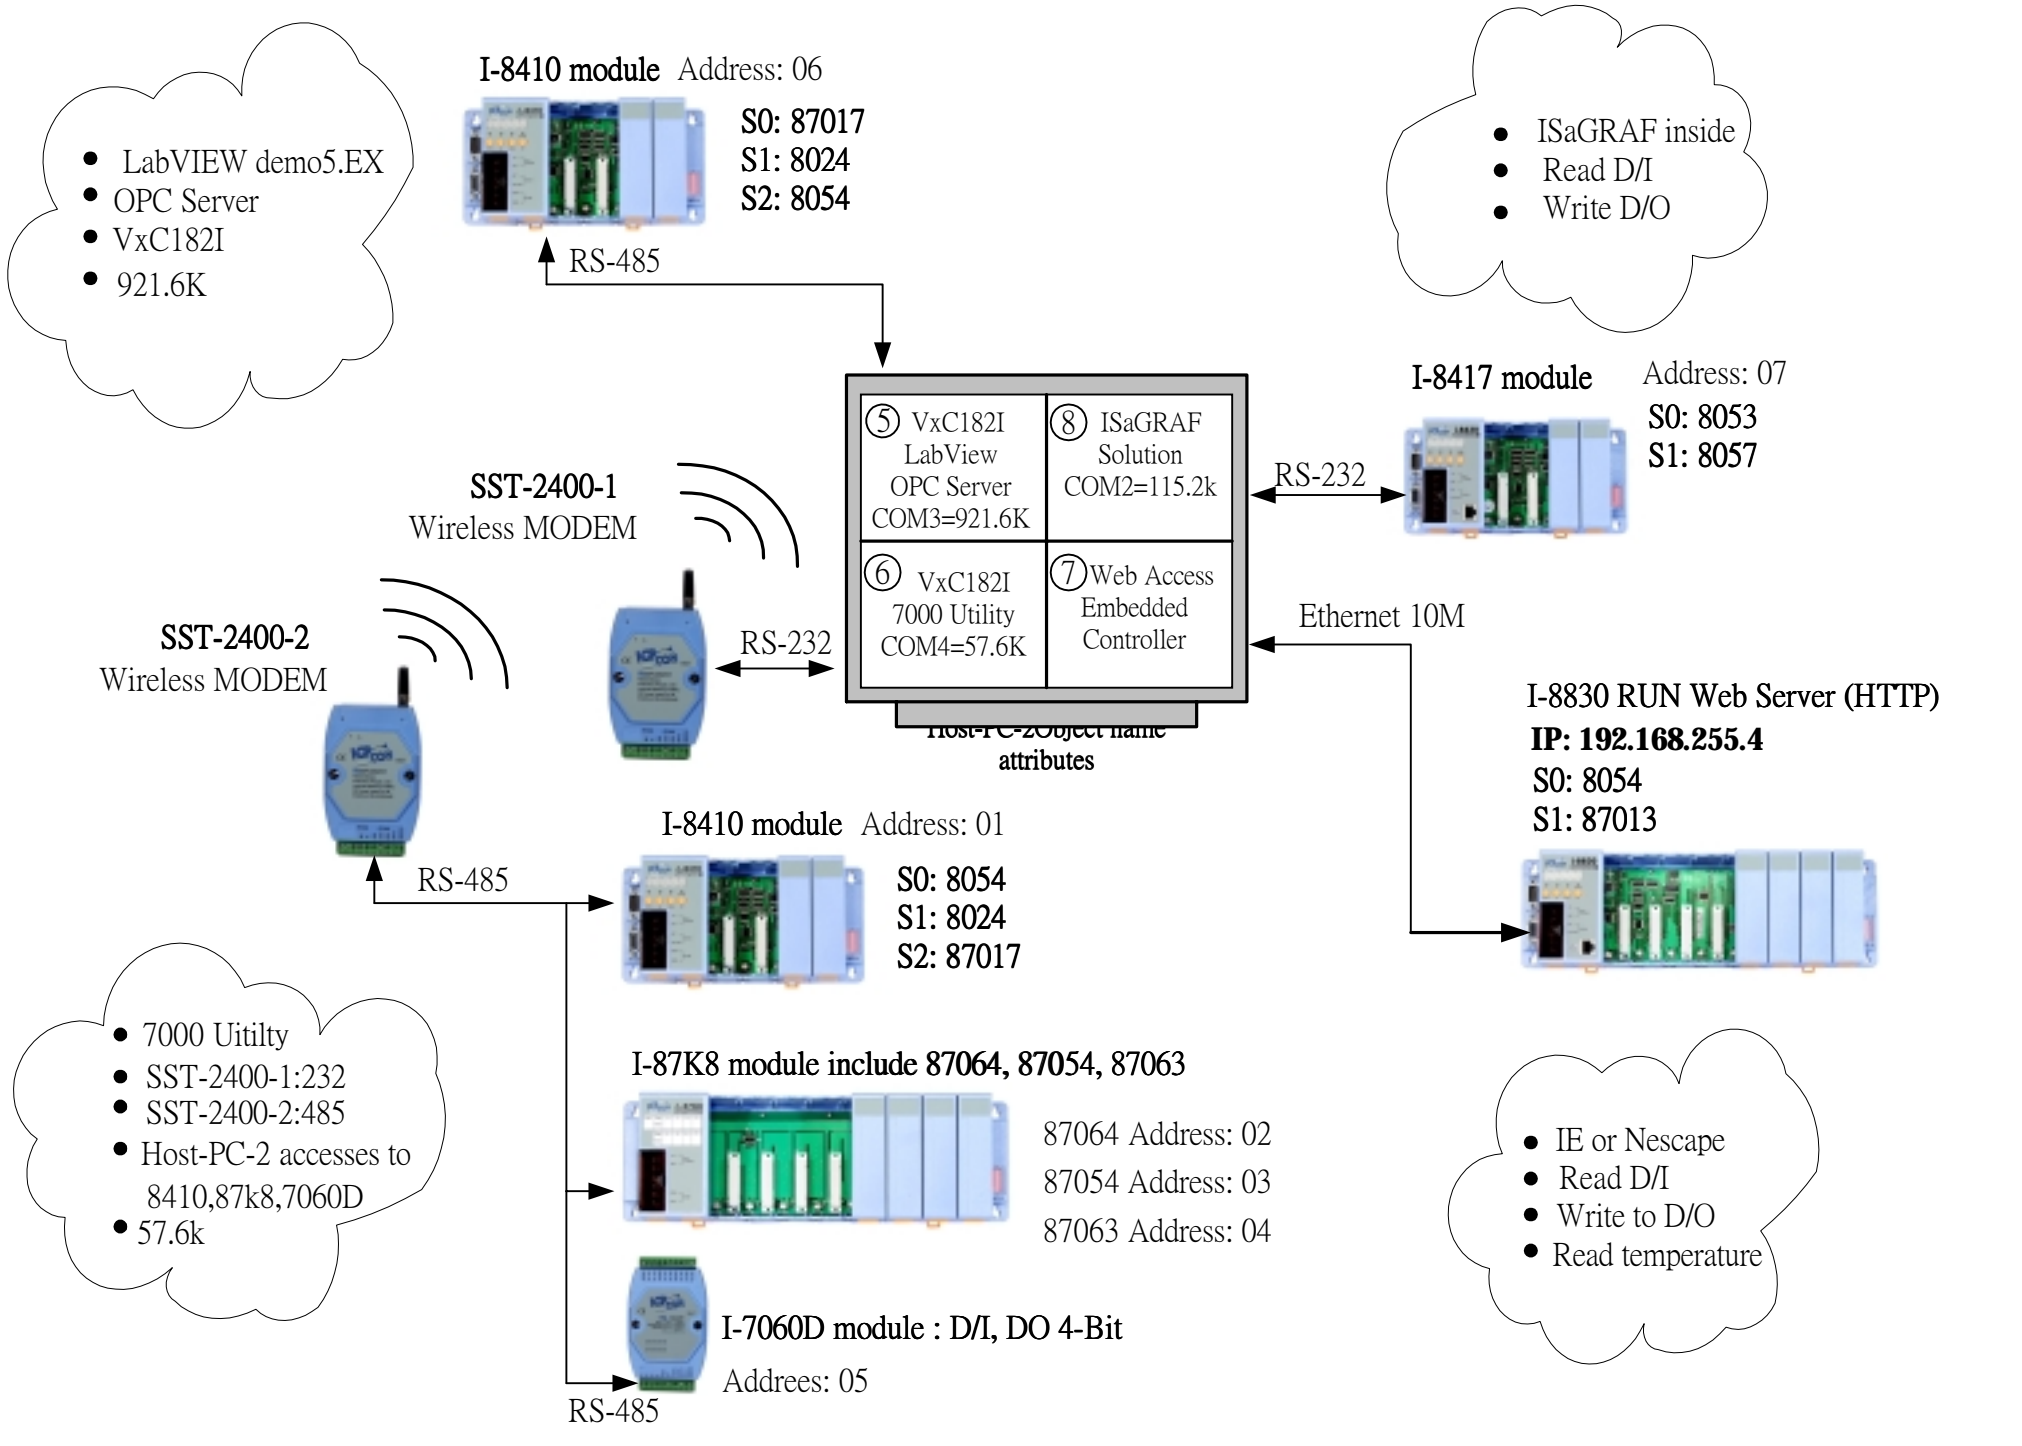 I-8410 module Address: 06
S0: 87017
S1: 8024
S2: 8054
RS-485
LabVIEW demo5.EX
OPC Server
VxC182I
921.6K
ISaGRAF inside
Read D/I
Write D/O
I-8417 module Address: 07
S0: 8053
S1: 8057
RS-232
5 VxC182I
LabView
OPC Server
COM3=921.6K
8 ISaGRAF
Solution
COM2=115.2k
6 VxC182I
7000 Utility
COM4=57.6K
7 Web Access
Embedded
Controller
Host-PC-2Object name
attributes
SST-2400-1
Wireless MODEM
RS-232
SST-2400-2
Wireless MODEM
RS-485
Ethernet 10M
I-8830 RUN Web Server (HTTP)
IP: 192.168.255.4
S0: 8054
S1: 87013
I-8410 module Address: 01
S0: 8054
S1: 8024
S2: 87017
7000 Uitilty
SST-2400-1:232
SST-2400-2:485
Host-PC-2 accesses to
8410,87k8,7060D
57.6k
I-87K8 module include 87064, 87054, 87063
87064 Address: 02
87054 Address: 03
87063 Address: 04
I-7060D module : D/I, DO 4-Bit
Addrees: 05
RS-485
IE or Nescape
Read D/I
Write to D/O
Read temperature